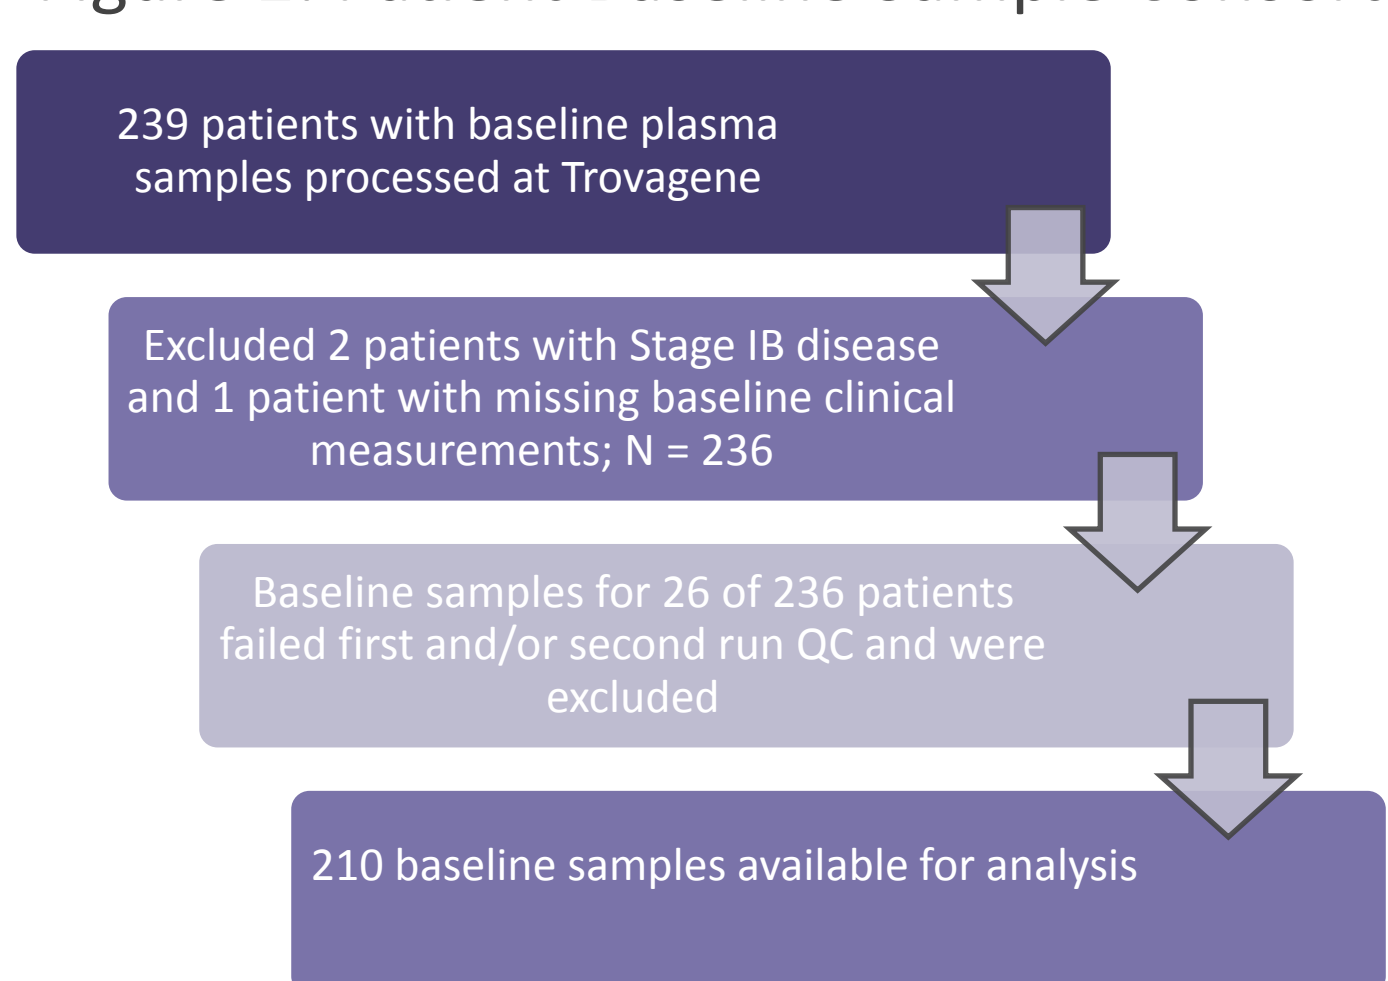 239 patients with baseline plasma
samples processed at Trovagene
Excluded 2 patients with Stage IB disease
and 1 patient with missing baseline clinical
measurements; N = 236
Baseline samples for 26 of 236 patients
failed first and/or second run QC and were
excluded
210 baseline samples available for analysis